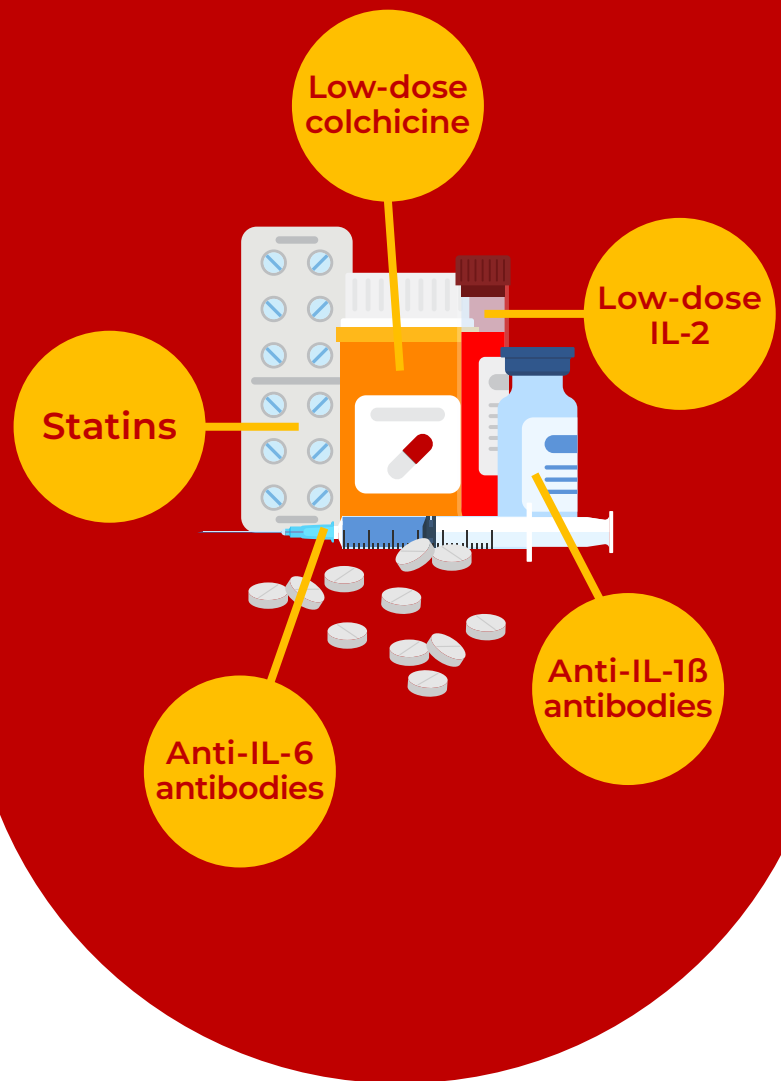 Low-dose
colchicine
Low-dose
IL-2
Statins
Anti-IL-1ß
antibodies
Anti-IL-6
antibodies